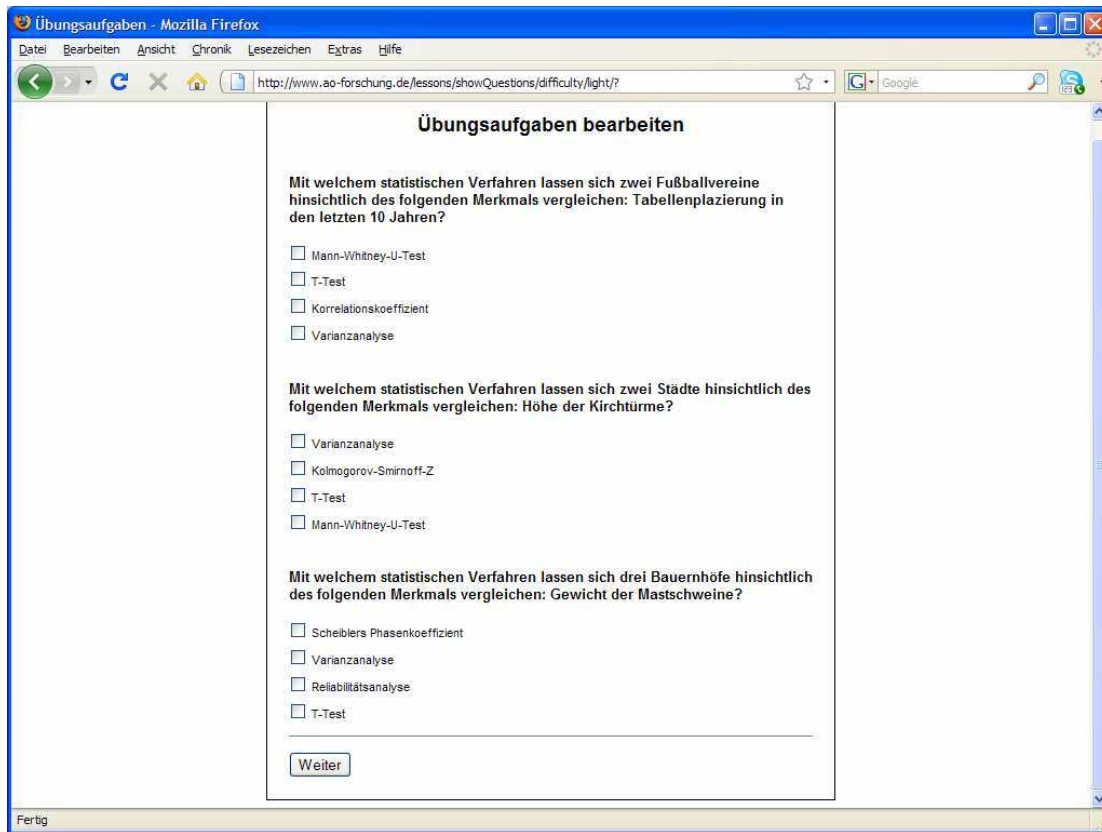 Übungsaufgaben - Mozilla Firefox
Datei Bearbeiten Ansicht Chronik Lesezeichen Extras Hilfe
http://www.ao-forschung.de/lessons/showQuestions/difficulty/light/?
G Google
123
Übungsaufgaben bearbeiten
Mit welchem statistischen Verfahren lassen sich zwei Fußballvereine
hinsichtlich des folgenden Merkmals vergleichen: Tabellenplazierung in
den letzten 10 Jahren?
Mann-Whitney-U-Test
T-Test
Korrelationskoeffizient
Varianzanalyse
Mit welchem statistischen Verfahren lassen sich zwei Städte hinsichtlich des
folgenden Merkmals vergleichen: Höhe der Kirchtürme?
Varianzanalyse
Kolmogorov-Smirnoff-Z
T-Test
Mann-Whitney-U-Test
Mit welchem statistischen Verfahren lassen sich drei Bauernhöfe hinsichtlich
des folgenden Merkmals vergleichen: Gewicht der Mastschweine?
Scheiblers Phasenkoeffizient
Varianzanalyse
Reliabilitätsanalyse
T-Test
Weiter
Fertig